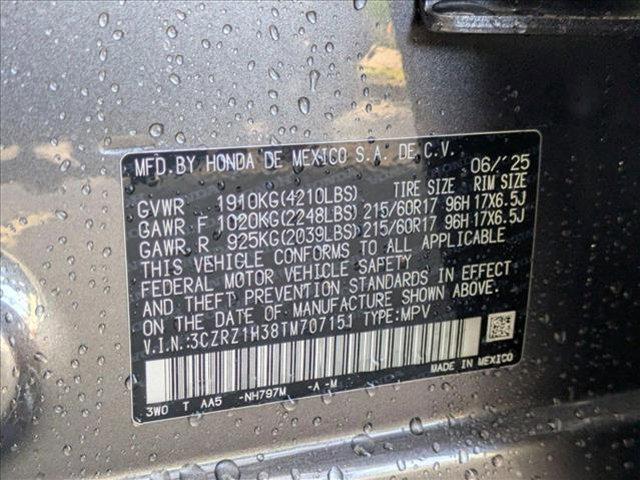 MFD.BY HONDA DE MEXICO S.A. DE C.V. 06/'25
TIRE SIZE RIM SIZE
GVWR 1910KG(4210LBS)
GAWR F 1020KG(2248LBS) 215/60R17 96H 17X6.5J
GAWR R 925KG(2039LBS) 215/60R17 96H 17X6.5J
THIS VEHICLE CONFORMS TO ALL APPLICABLE
FEDERAL MOTOR VEHICLE SAFETY
AND THEFT PREVENTION STANDARDS IN EFFECT
ON THE DATE OF MANUFACTURE SHOWN ABOVE.
V.I.N.:3CZRZ1H38TM707151 TYPE:MPV
MADE IN MEXICO
3W0 T AA5 -NH797M -A -M